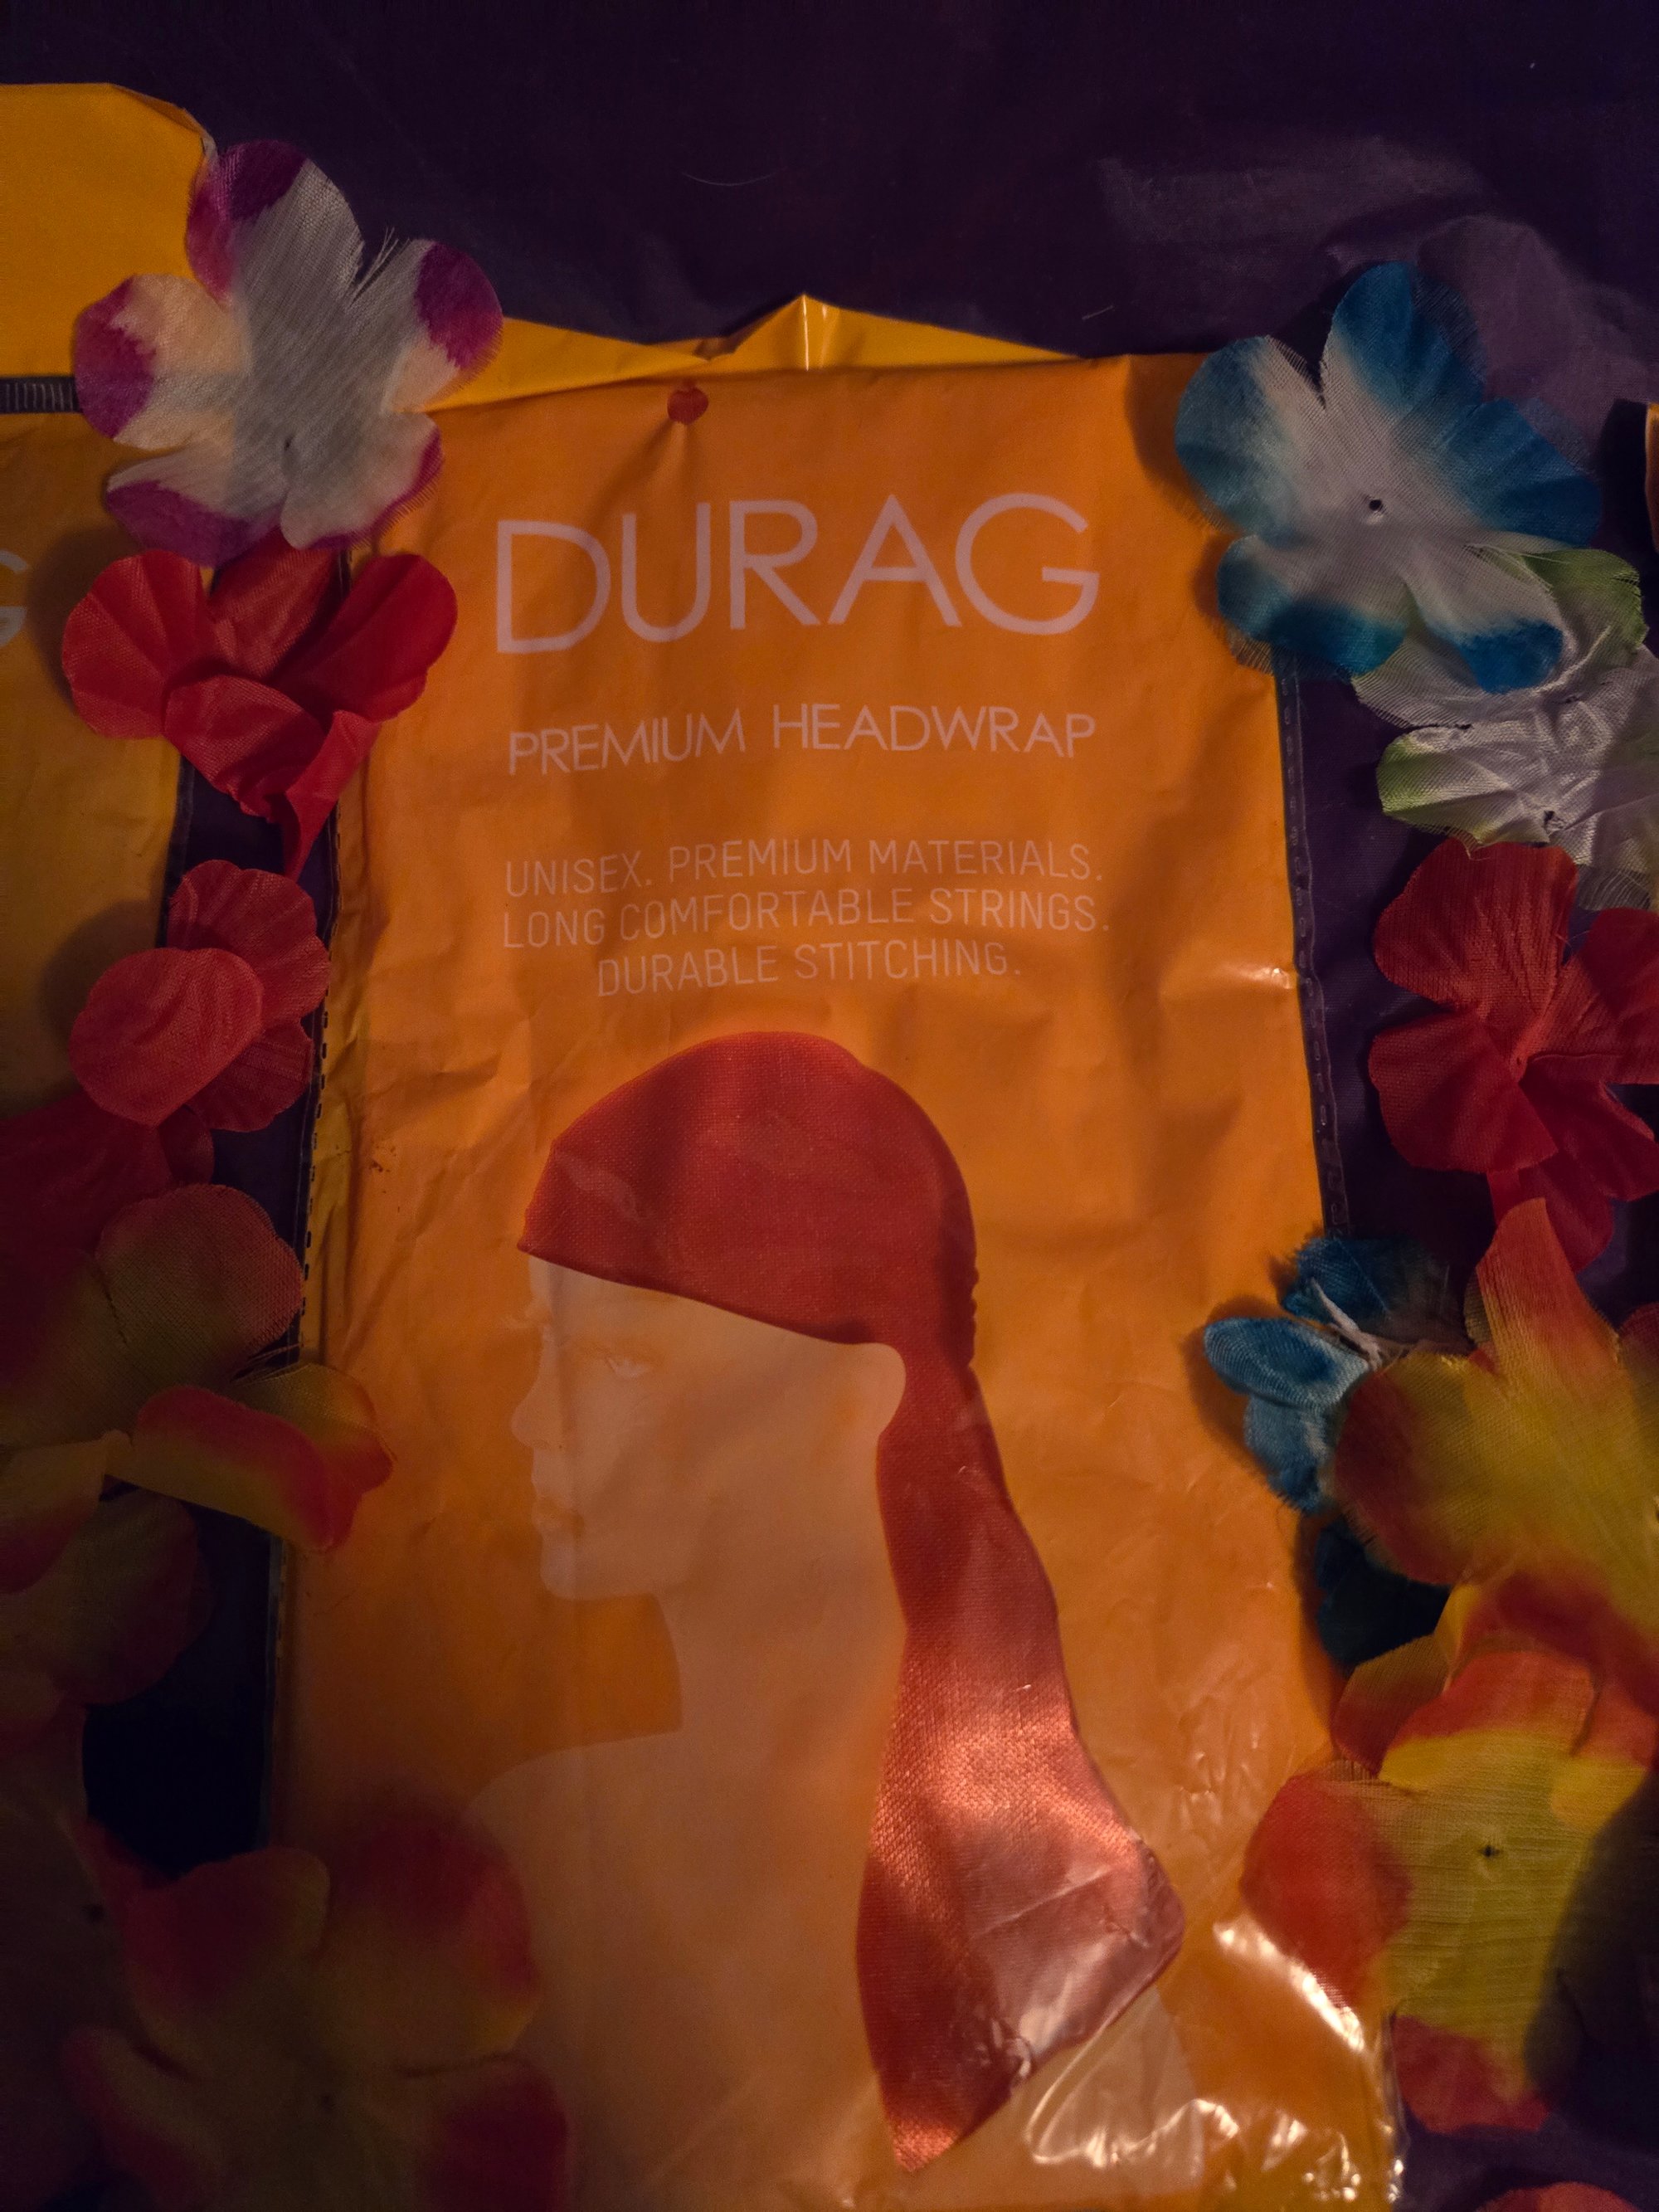 DURAG
PREMIUM HEADWRAP
UNISEX. PREMIUM MATERIALS.
LONG COMFORTABLE STRINGS.
DURABLE STITCHING.
G